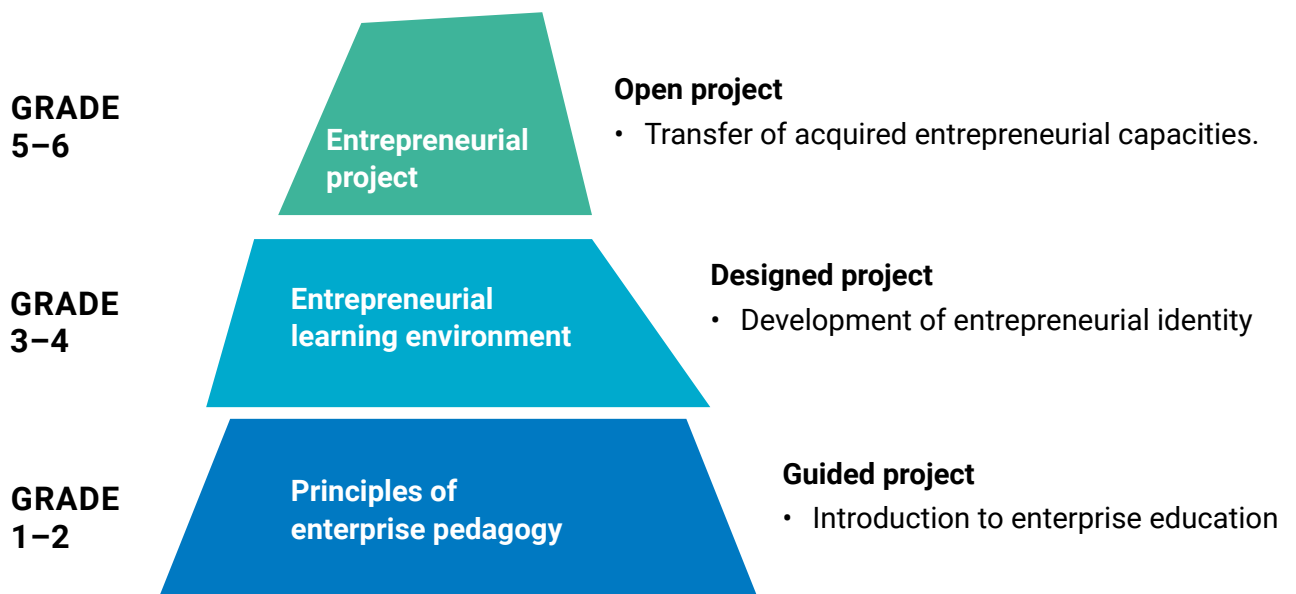 GRADE
5–6
Entrepreneurial
project
Open project
• Transfer of acquired entrepreneurial capacities.
GRADE
3–4
Entrepreneurial
learning environment
Designed project
• Development of entrepreneurial identity
GRADE
1–2
Principles of
enterprise pedagogy
Guided project
• Introduction to enterprise education